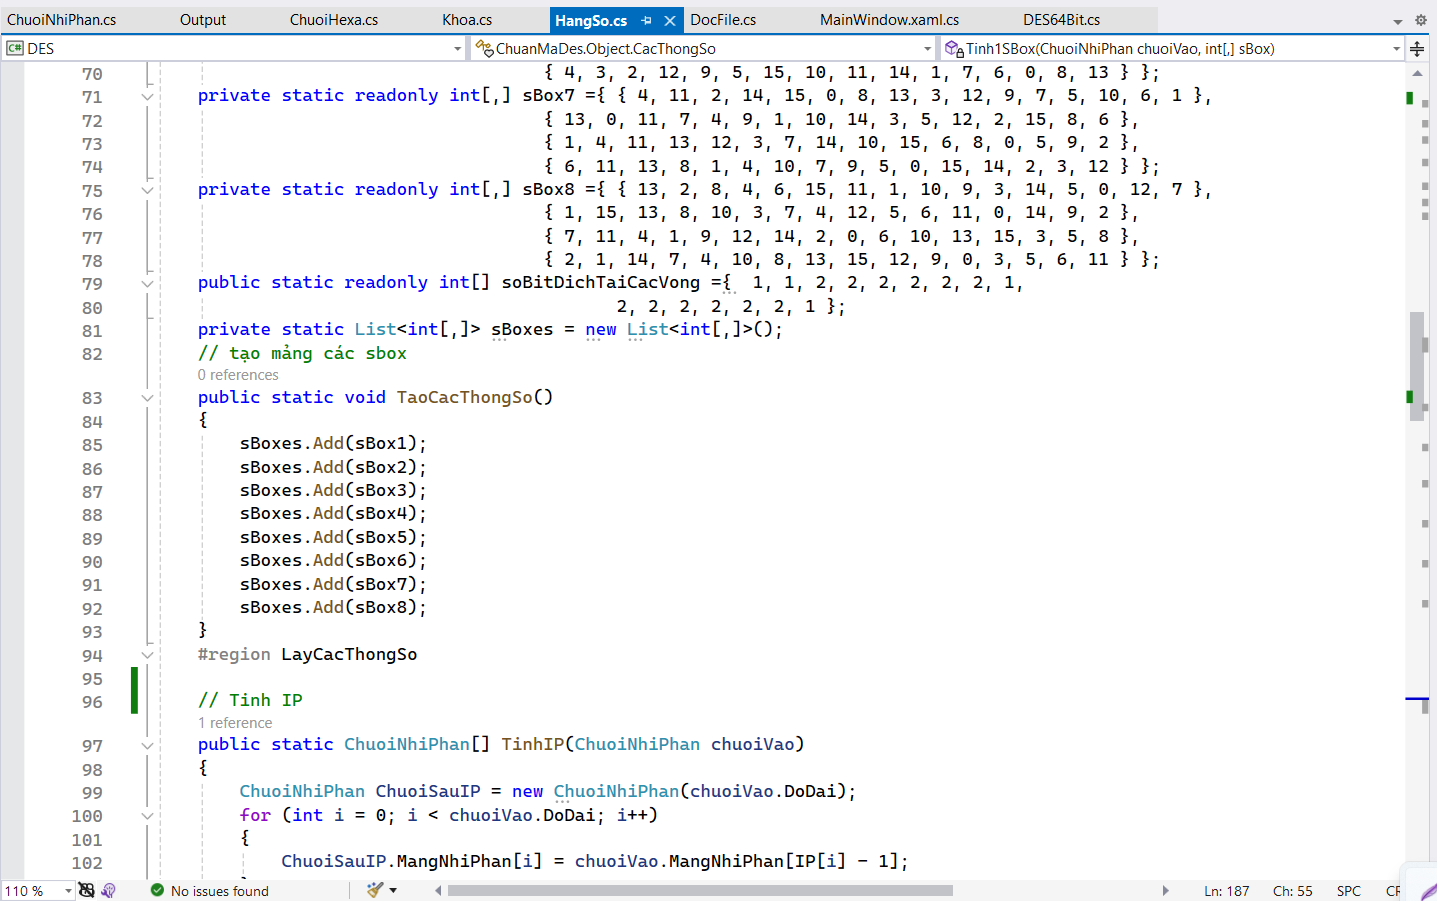 ChuoiNhiPhan.cs Output ChuoiHexa.cs Khoa.cs HangSo.cs DocFile.cs MainWindow.xaml.cs DES64Bit.cs
C# DES ChuanMaDes.Object.CacThongSo Tinh1SBox(ChuoiNhiPhan chuoiVao, int[,] sBox)
70 { 4, 3, 2, 12, 9, 5, 15, 10, 11, 14, 1, 7, 6, 0, 8, 13 } };
71 private static readonly int[,] sBox7 ={ { 4, 11, 2, 14, 15, 0, 8, 13, 3, 12, 9, 7, 5, 10, 6, 1 },
72 { 13, 0, 11, 7, 4, 9, 1, 10, 14, 3, 5, 12, 2, 15, 8, 6 },
73 { 1, 4, 11, 13, 12, 3, 7, 14, 10, 15, 6, 8, 0, 5, 9, 2 },
74 { 6, 11, 13, 8, 1, 4, 10, 7, 9, 5, 0, 15, 14, 2, 3, 12 } };
75 private static readonly int[,] sBox8 ={ { 13, 2, 8, 4, 6, 15, 11, 1, 10, 9, 3, 14, 5, 0, 12, 7 },
76 { 1, 15, 13, 8, 10, 3, 7, 4, 12, 5, 6, 11, 0, 14, 9, 2 },
77 { 7, 11, 4, 1, 9, 12, 14, 2, 0, 6, 10, 13, 15, 3, 5, 8 },
78 { 2, 1, 14, 7, 4, 10, 8, 13, 15, 12, 9, 0, 3, 5, 6, 11 } };
79 public static readonly int[] soBitDichTaiCacVong ={ 1, 1, 2, 2, 2, 2, 2, 2, 1,
80 2, 2, 2, 2, 2, 2, 1 };
81 private static List<int[,]> sBoxes = new List<int[,]>();
82 // tạo mảng các sbox
0 references
83 public static void TaoCacThongSo()
84 {
85 sBoxes.Add(sBox1);
86 sBoxes.Add(sBox2);
87 sBoxes.Add(sBox3);
88 sBoxes.Add(sBox4);
89 sBoxes.Add(sBox5);
90 sBoxes.Add(sBox6);
91 sBoxes.Add(sBox7);
92 sBoxes.Add(sBox8);
93 }
94 #region LayCacThongSo
95
96 // Tinh IP
1 reference
97 public static ChuoiNhiPhan[] TinhIP(ChuoiNhiPhan chuoiVao)
98 {
99 ChuoiNhiPhan ChuoiSauIP = new ChuoiNhiPhan(chuoiVao.DoDai);
100 for (int i = 0; i < chuoiVao.DoDai; i++)
101 {
102 ChuoiSauIP.MangNhiPhan[i] = chuoiVao.MangNhiPhan[IP[i] - 1];
110 % No issues found Ln: 187 Ch: 55 SPC